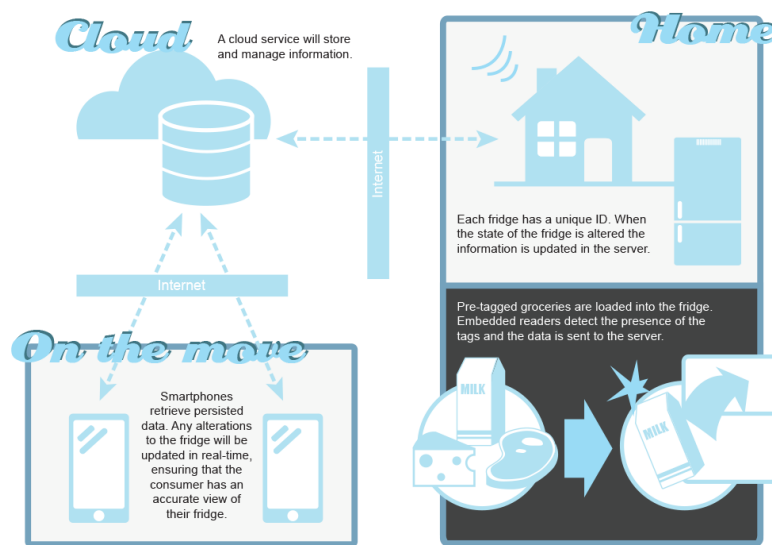 Cloud
A cloud service will store
and manage information.
Home
Internet
Each fridge has a unique ID. When
the state of the fridge is altered the
information is updated in the server.
Internet
Pre-tagged groceries are loaded into the fridge.
Embedded readers detect the presence of the
tags and the data is sent to the server.
MILK
MILK
On the move
Smartphones
retrieve persisted
data. Any alterations
to the fridge will be
updated in real-time,
ensuring that the
consumer has an
accurate view of
their fridge.